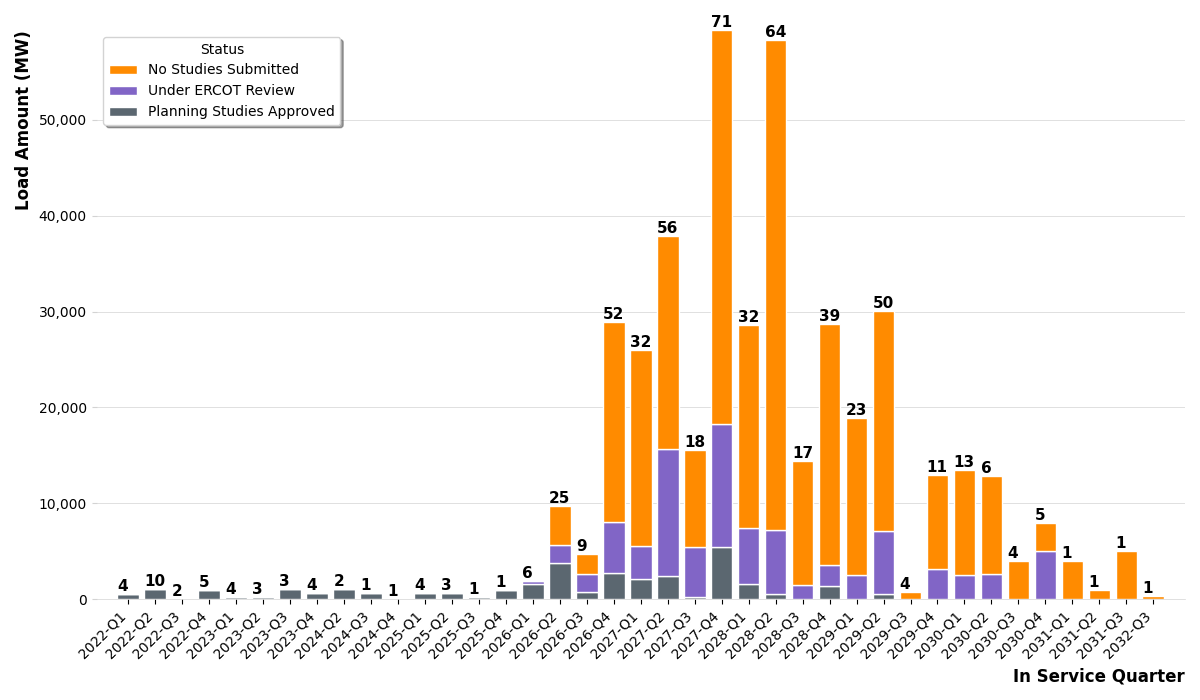 Load Amount (MW)
Status
No Studies Submitted
Under ERCOT Review
Planning Studies Approved
50,000
40,000
30,000
20,000
10,000
0
4
10
2
5
4
3
3
4
2
1
1
4
3
1
1
6
25
9
52
32
56
18
71
32
64
17
39
23
50
4
11
13
6
4
5
1
1
1
1
2022-Q1
2022-Q2
2022-Q3
2022-Q4
2023-Q1
2023-Q2
2023-Q3
2023-Q4
2024-Q2
2024-Q3
2024-Q4
2025-Q1
2025-Q2
2025-Q3
2025-Q4
2026-Q1
2026-Q2
2026-Q3
2026-Q4
2027-Q1
2027-Q2
2027-Q3
2027-Q4
2028-Q1
2028-Q2
2028-Q3
2028-Q4
2029-Q1
2029-Q2
2029-Q3
2029-Q4
2030-Q1
2030-Q2
2030-Q3
2030-Q4
2031-Q1
2031-Q2
2031-Q3
2032-Q3
In Service Quarter